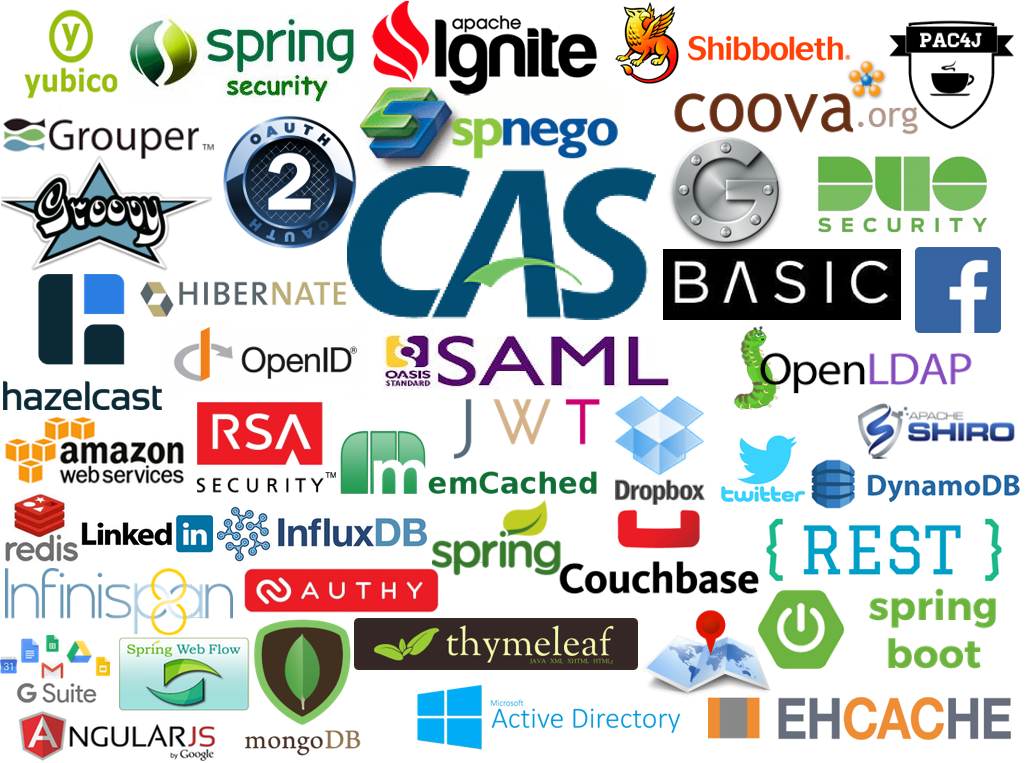 yubico
spring
security
apache
Ignite
Shibboleth.
PAC4J
Grouper™
OAUTH
2
OAUTH
spnego
coova.org
Groovy
CAS
G
DUO
SECURITY
HIBERNATE
BASIC
f
hazelcast
OpenID®
OASIS
STANDARD
SAML
OpenLDAP
amazon
web services
RSA
SECURITY™
memCached
JWT
Dropbox
twitter
APACHE
SHIRO
DynamoDB
redis
Linked in
InfluxDB
spring
Couchbase
{ REST }
Infinispan
AUTHY
31
G Suite
Spring Web Flow
thymeleaf
JAVA XML XHTML HTML5
spring
boot
ANGULARJS
by Google
mongoDB
Microsoft
Active Directory
EHCACHE